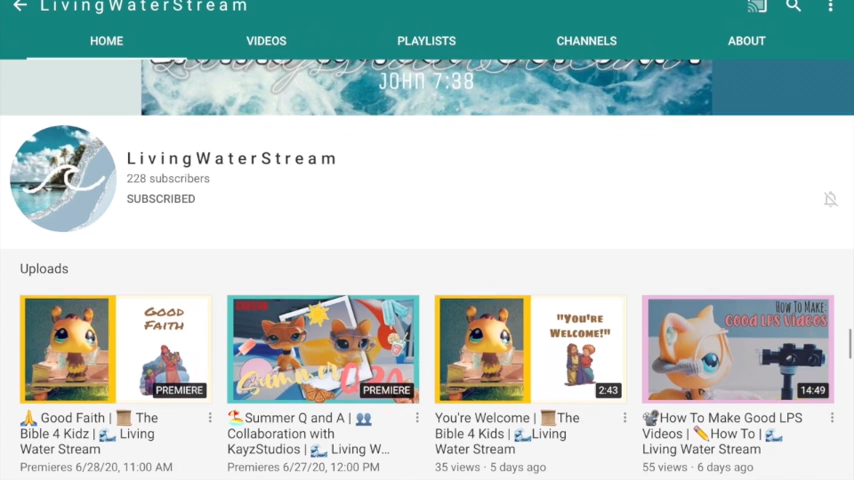 LivingWaterStream
HOME VIDEOS PLAYLISTS CHANNELS ABOUT
JOHN 7:38
LivingWaterStream
228 subscribers
SUBSCRIBED
Uploads
GOOD
FAITH
PREMIERE
Summer
PREMIERE
"YOU'RE
WELCOME!"
2:43
HOW TO MAKE
GOOD LPS VIDEOS
14:49
🙏 Good Faith | 📜 The
Bible 4 Kidz | 🌊 Living
Water Stream
Premieres 6/28/20, 11:00 AM
🏖️Summer Q and A | 👥
Collaboration with
KayzStudios | 🌊 Living W...
Premieres 6/27/20, 12:00 PM
You're Welcome | 📜The
Bible 4 Kids | 🌊Living
Water Stream
35 views · 5 days ago
📽️How To Make Good LPS
Videos | ✏️How To | 🌊
Living Water Stream
55 views · 6 days ago